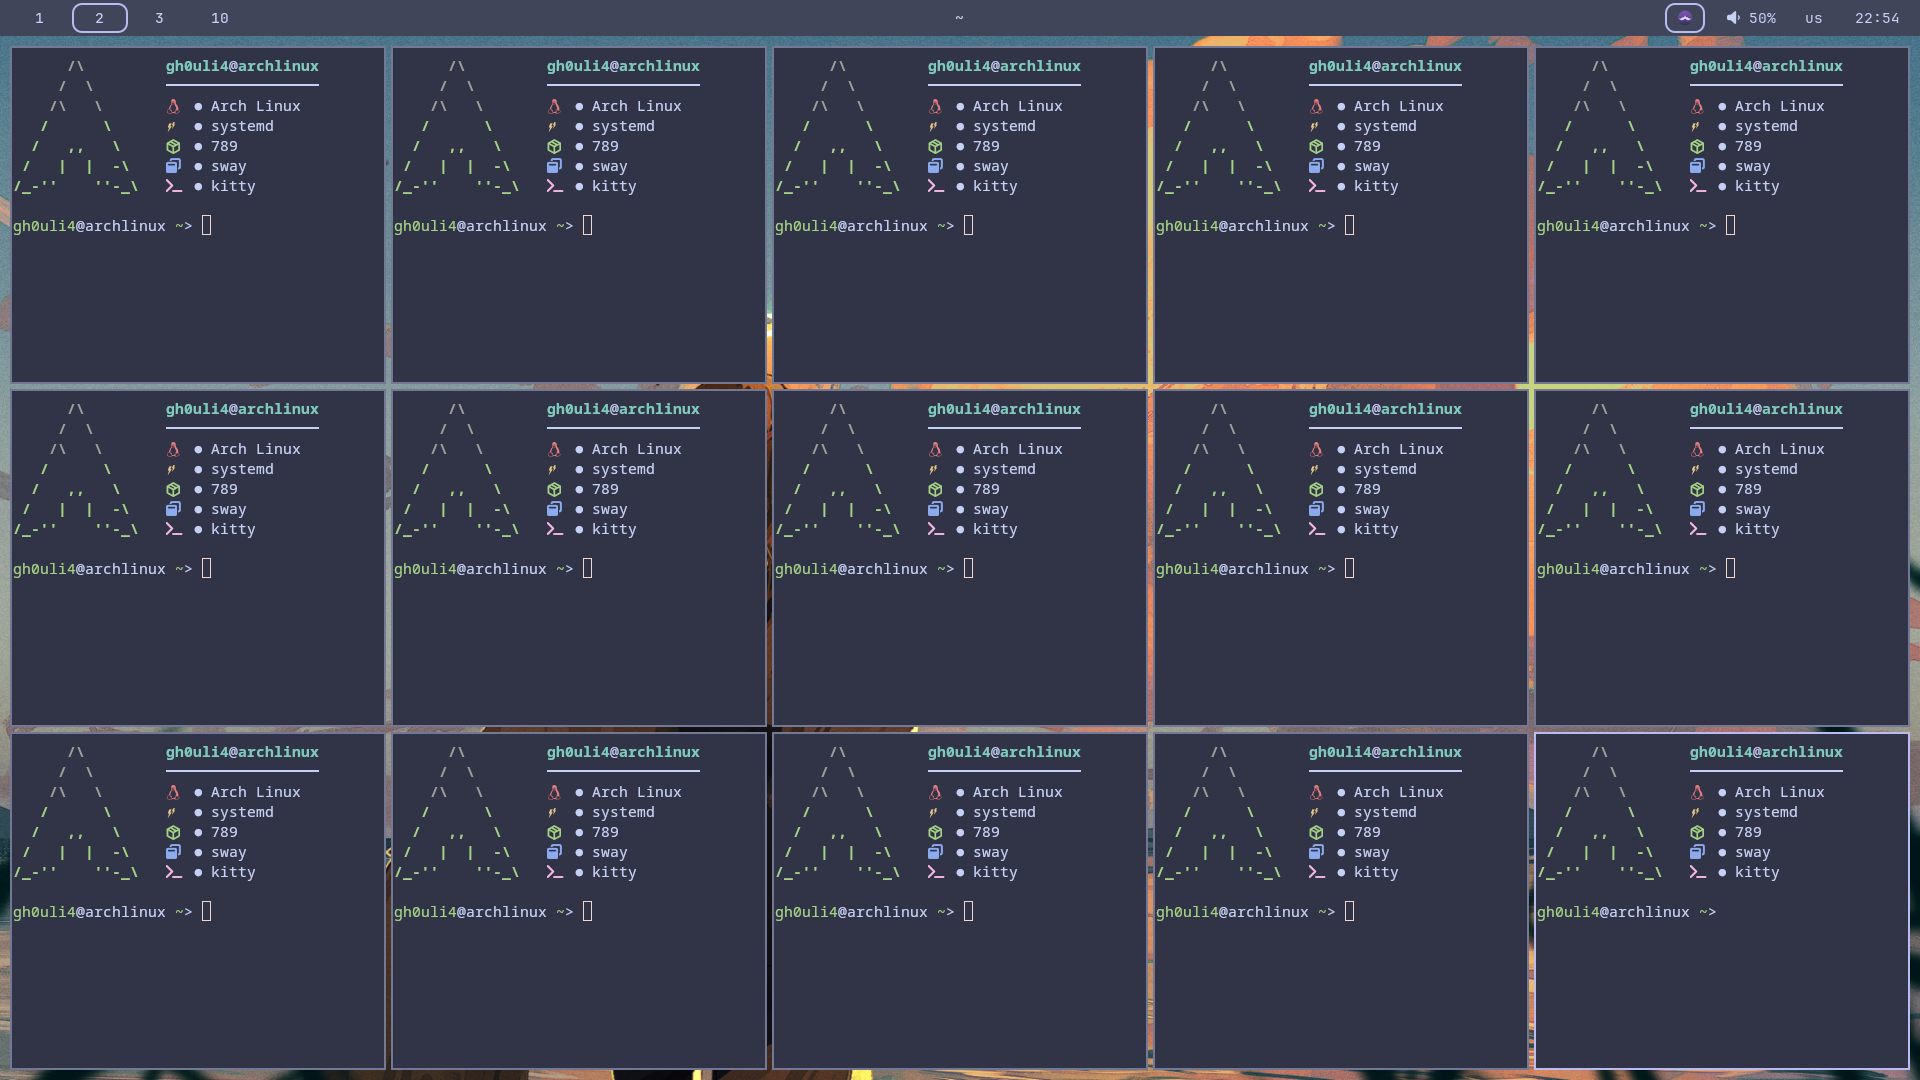 1 2 3 10 ~ 50% us 22:54
gh0uli4@archlinux
● Arch Linux
● systemd
● 789
● sway
● kitty
gh0uli4@archlinux ~>
gh0uli4@archlinux
● Arch Linux
● systemd
● 789
● sway
● kitty
gh0uli4@archlinux ~>
gh0uli4@archlinux
● Arch Linux
● systemd
● 789
● sway
● kitty
gh0uli4@archlinux ~>
gh0uli4@archlinux
● Arch Linux
● systemd
● 789
● sway
● kitty
gh0uli4@archlinux ~>
gh0uli4@archlinux
● Arch Linux
● systemd
● 789
● sway
● kitty
gh0uli4@archlinux ~>
gh0uli4@archlinux
● Arch Linux
● systemd
● 789
● sway
● kitty
gh0uli4@archlinux ~>
gh0uli4@archlinux
● Arch Linux
● systemd
● 789
● sway
● kitty
gh0uli4@archlinux ~>
gh0uli4@archlinux
● Arch Linux
● systemd
● 789
● sway
● kitty
gh0uli4@archlinux ~>
gh0uli4@archlinux
● Arch Linux
● systemd
● 789
● sway
● kitty
gh0uli4@archlinux ~>
gh0uli4@archlinux
● Arch Linux
● systemd
● 789
● sway
● kitty
gh0uli4@archlinux ~>
gh0uli4@archlinux
● Arch Linux
● systemd
● 789
● sway
● kitty
gh0uli4@archlinux ~>
gh0uli4@archlinux
● Arch Linux
● systemd
● 789
● sway
● kitty
gh0uli4@archlinux ~>
gh0uli4@archlinux
● Arch Linux
● systemd
● 789
● sway
● kitty
gh0uli4@archlinux ~>
gh0uli4@archlinux
● Arch Linux
● systemd
● 789
● sway
● kitty
gh0uli4@archlinux ~>
gh0uli4@archlinux
● Arch Linux
● systemd
● 789
● sway
● kitty
gh0uli4@archlinux ~>